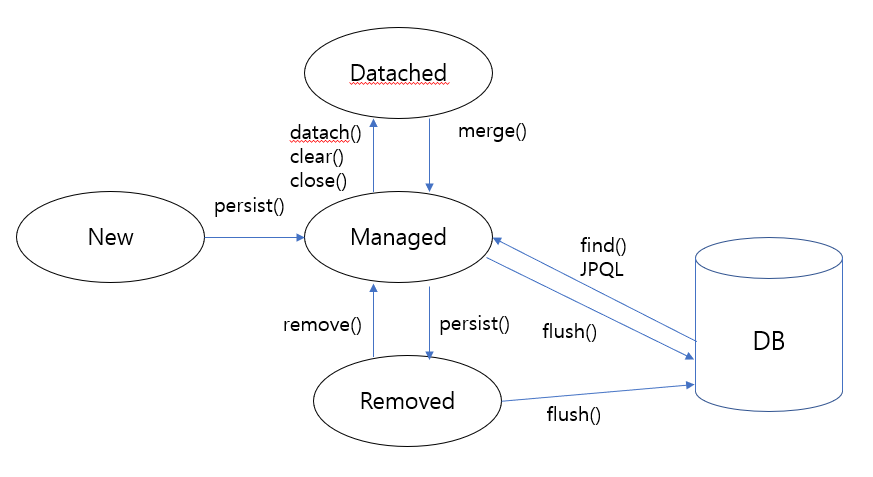 Datached
datach()
clear()
close()
merge()
persist()
New
Managed
find()
JPQL
remove()
persist()
flush()
DB
Removed
flush()